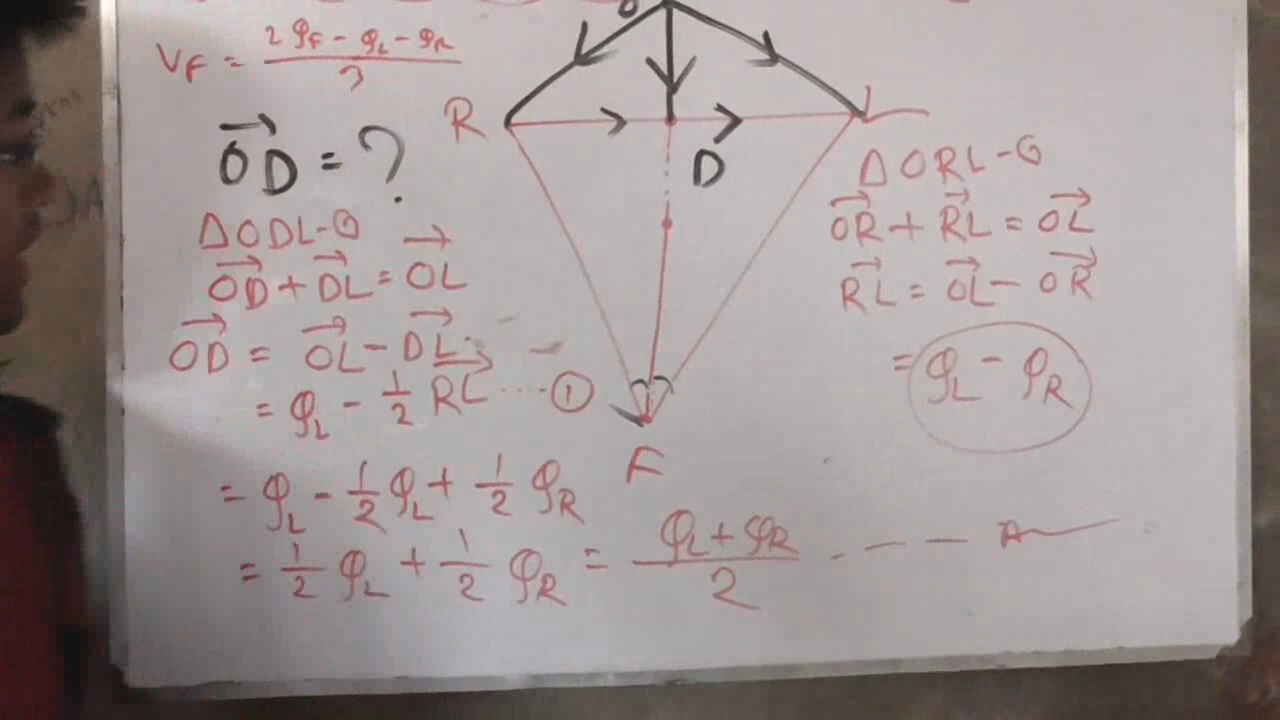 V_F = (2φ_F - φ_L - φ_R)/3
R
L
OD→ = ?
D
ΔORL-এ
ΔODL-এ
OR→ + RL→ = OL→
OD→ + DL→ = OL→
RL→ = OL→ - OR→
OD→ = OL→ - DL→
= φ_L - φ_R
= φ_L - 1/2 RL→ ..... ①
F
= φ_L - 1/2 φ_L + 1/2 φ_R
= 1/2 φ_L + 1/2 φ_R = (φ_L + φ_R)/2 - - - A